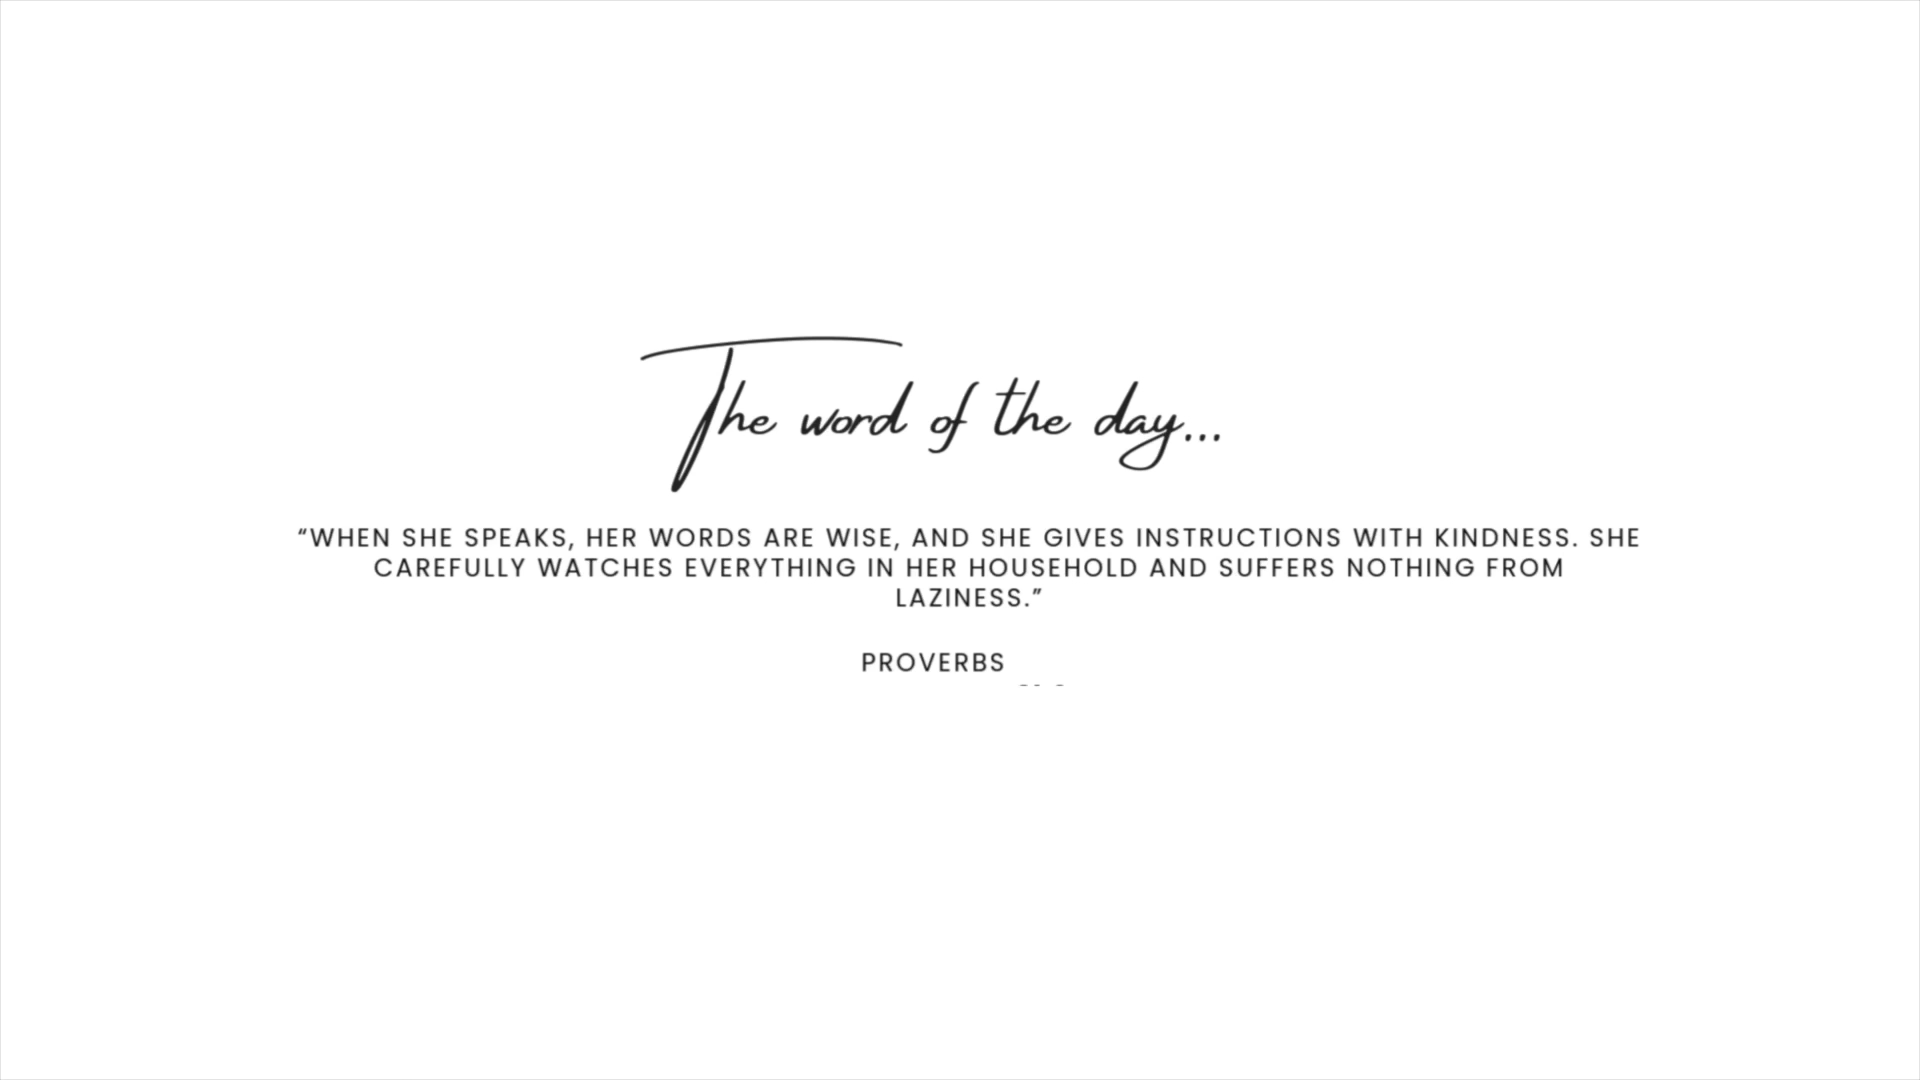 The word of the day...
“WHEN SHE SPEAKS, HER WORDS ARE WISE, AND SHE GIVES INSTRUCTIONS WITH KINDNESS. SHE
CAREFULLY WATCHES EVERYTHING IN HER HOUSEHOLD AND SUFFERS NOTHING FROM
LAZINESS.”
PROVERBS